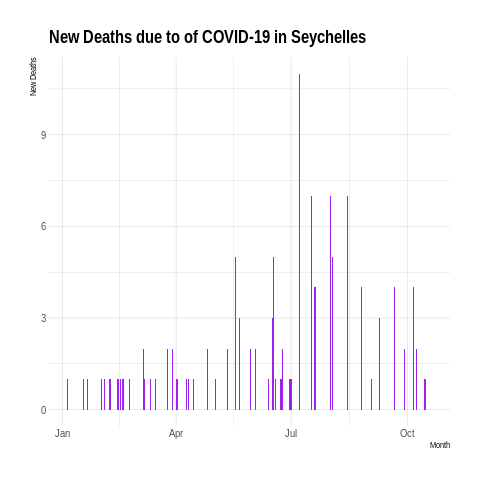 New Deaths due to of COVID-19 in Seychelles
New Deaths
9
6
3
0
Jan Apr Jul Oct
Month